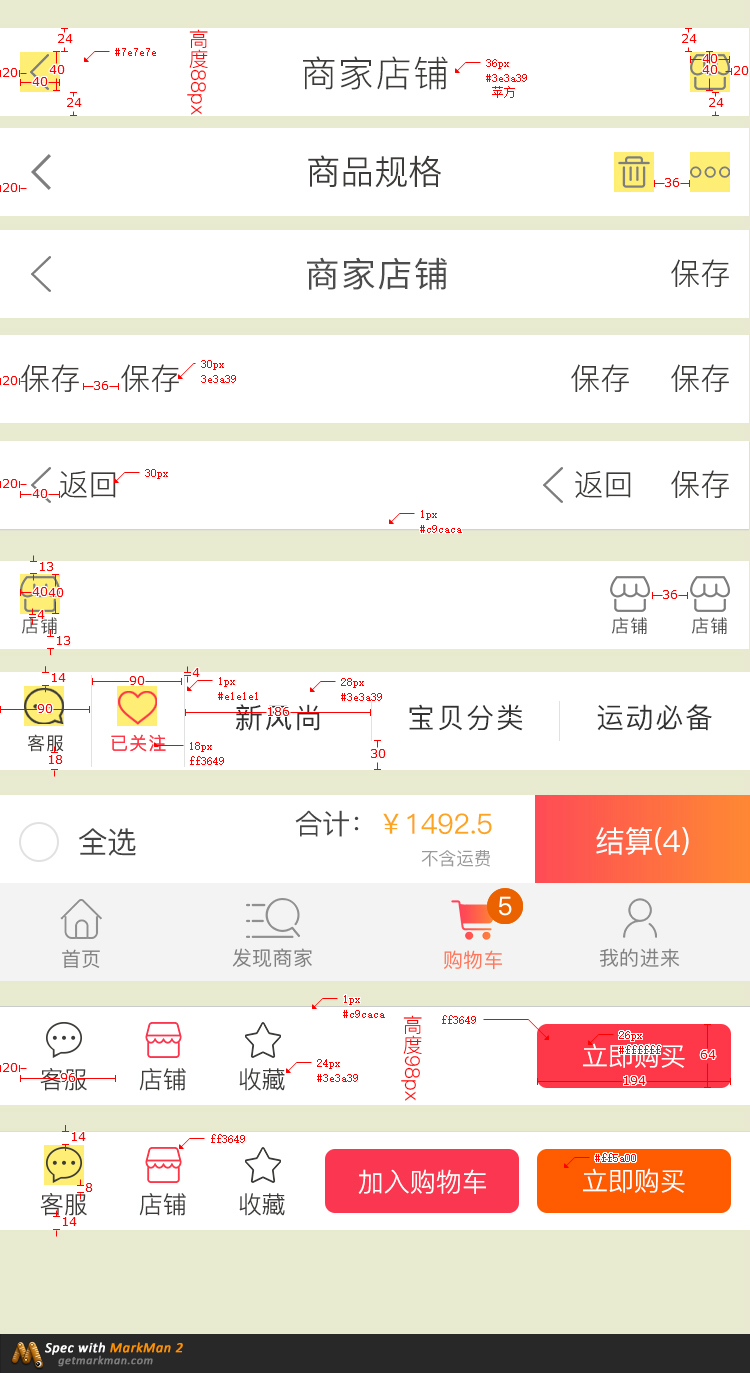 24
#7e7e7e
高度88px
24
20
40
40
商家店铺
36px
#3e3a39
苹方
40
40
20
24
24
商品规格
20
36
商家店铺
保存
20
保存
36
保存
30px
3e3a39
保存
保存
20
40
返回
30px
返回
保存
1px
#c9caca
13
40
40
4
店铺
13
36
店铺
店铺
14
90
90
4
1px
#e1e1e1
28px
#3e3a39
186
新风尚
宝贝分类
运动必备
客服
已关注
18px
ff3649
18
30
全选
合计：
￥1492.5
不含运费
结算(4)
5
首页
发现商家
购物车
我的进来
1px
#c9caca
高度98px
ff3649
26px
#ffffff
立即购买
64
194
20
96
客服
店铺
收藏
24px
#3e3a39
14
ff3649
8
客服
14
店铺
收藏
加入购物车
#ff5a00
立即购买
Spec with MarkMan 2
getmarkman.com